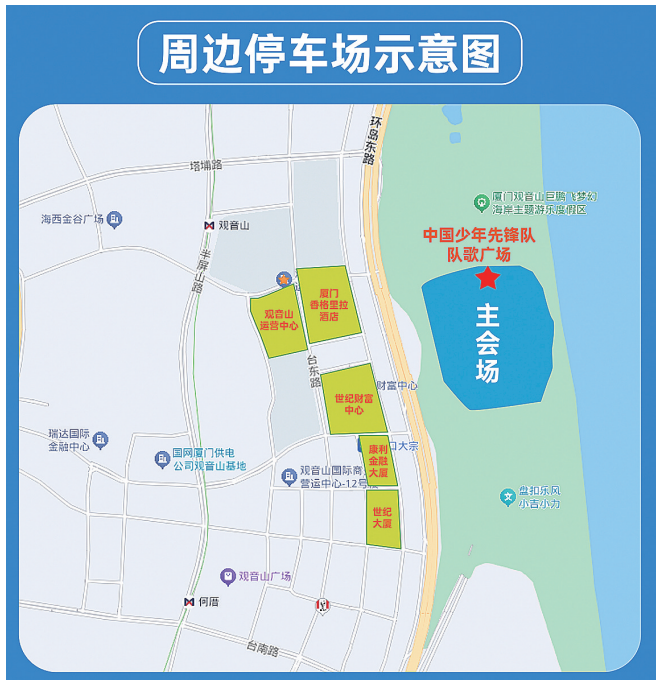 周边停车场示意图
环岛东路
塔埔路
海西金谷广场
观音山
半屏山路
厦门观音山巨鹏飞梦幻
海岸主题游乐度假区
中国少年先锋队
队歌广场
主会场
厦门
香格里拉
酒店
观音山
运营中心
台东路
世纪财富
中心
财富中心
瑞达国际
金融中心
国网厦门供电
公司观音山基地
康利
金融
大厦
口大宗
观音山国际商
营运中心-12号
世纪
大厦
盘扣乐风
小吉小力
观音山广场
何厝
台南路